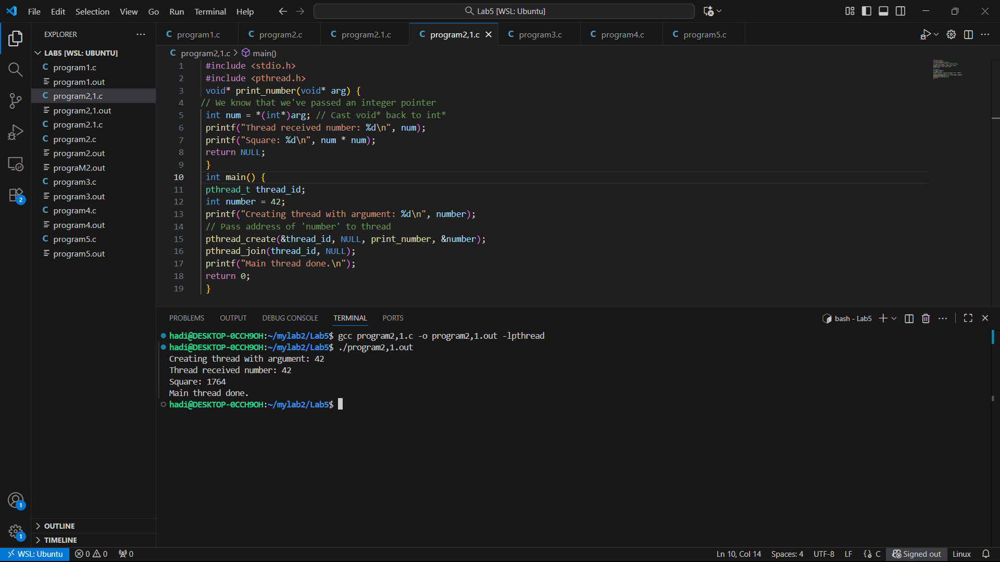 File Edit Selection View Go Run Terminal Help
Lab5 [WSL: Ubuntu]
EXPLORER
LAB5 [WSL: UBUNTU]
C program1.c
program1.out
C program2,1.c
program2,1.out
C program2.1.c
C program2.c
program2.out
prograM2.out
C program3.c
program3.out
C program4.c
program4.out
C program5.c
program5.out
OUTLINE
TIMELINE
2
1
1
C program1.c C program2.c C program2.1.c C program2,1.c C program3.c C program4.c C program5.c
C program2,1.c > main()
1 #include <stdio.h>
2 #include <pthread.h>
3 void* print_number(void* arg) {
4 // We know that we've passed an integer pointer
5 int num = *(int*)arg; // Cast void* back to int*
6 printf("Thread received number: %d\n", num);
7 printf("Square: %d\n", num * num);
8 return NULL;
9 }
10 int main() {
11 pthread_t thread_id;
12 int number = 42;
13 printf("Creating thread with argument: %d\n", number);
14 // Pass address of 'number' to thread
15 pthread_create(&thread_id, NULL, print_number, &number);
16 pthread_join(thread_id, NULL);
17 printf("Main thread done.\n");
18 return 0;
19 }
PROBLEMS OUTPUT DEBUG CONSOLE TERMINAL PORTS
bash - Lab5
hadi@DESKTOP-0CCH9OH:~/mylab2/Lab5$ gcc program2,1.c -o program2,1.out -lpthread
hadi@DESKTOP-0CCH9OH:~/mylab2/Lab5$ ./program2,1.out
Creating thread with argument: 42
Thread received number: 42
Square: 1764
Main thread done.
hadi@DESKTOP-0CCH9OH:~/mylab2/Lab5$
WSL: Ubuntu 0 0 0
Ln 10, Col 14 Spaces: 4 UTF-8 LF C Signed out Linux